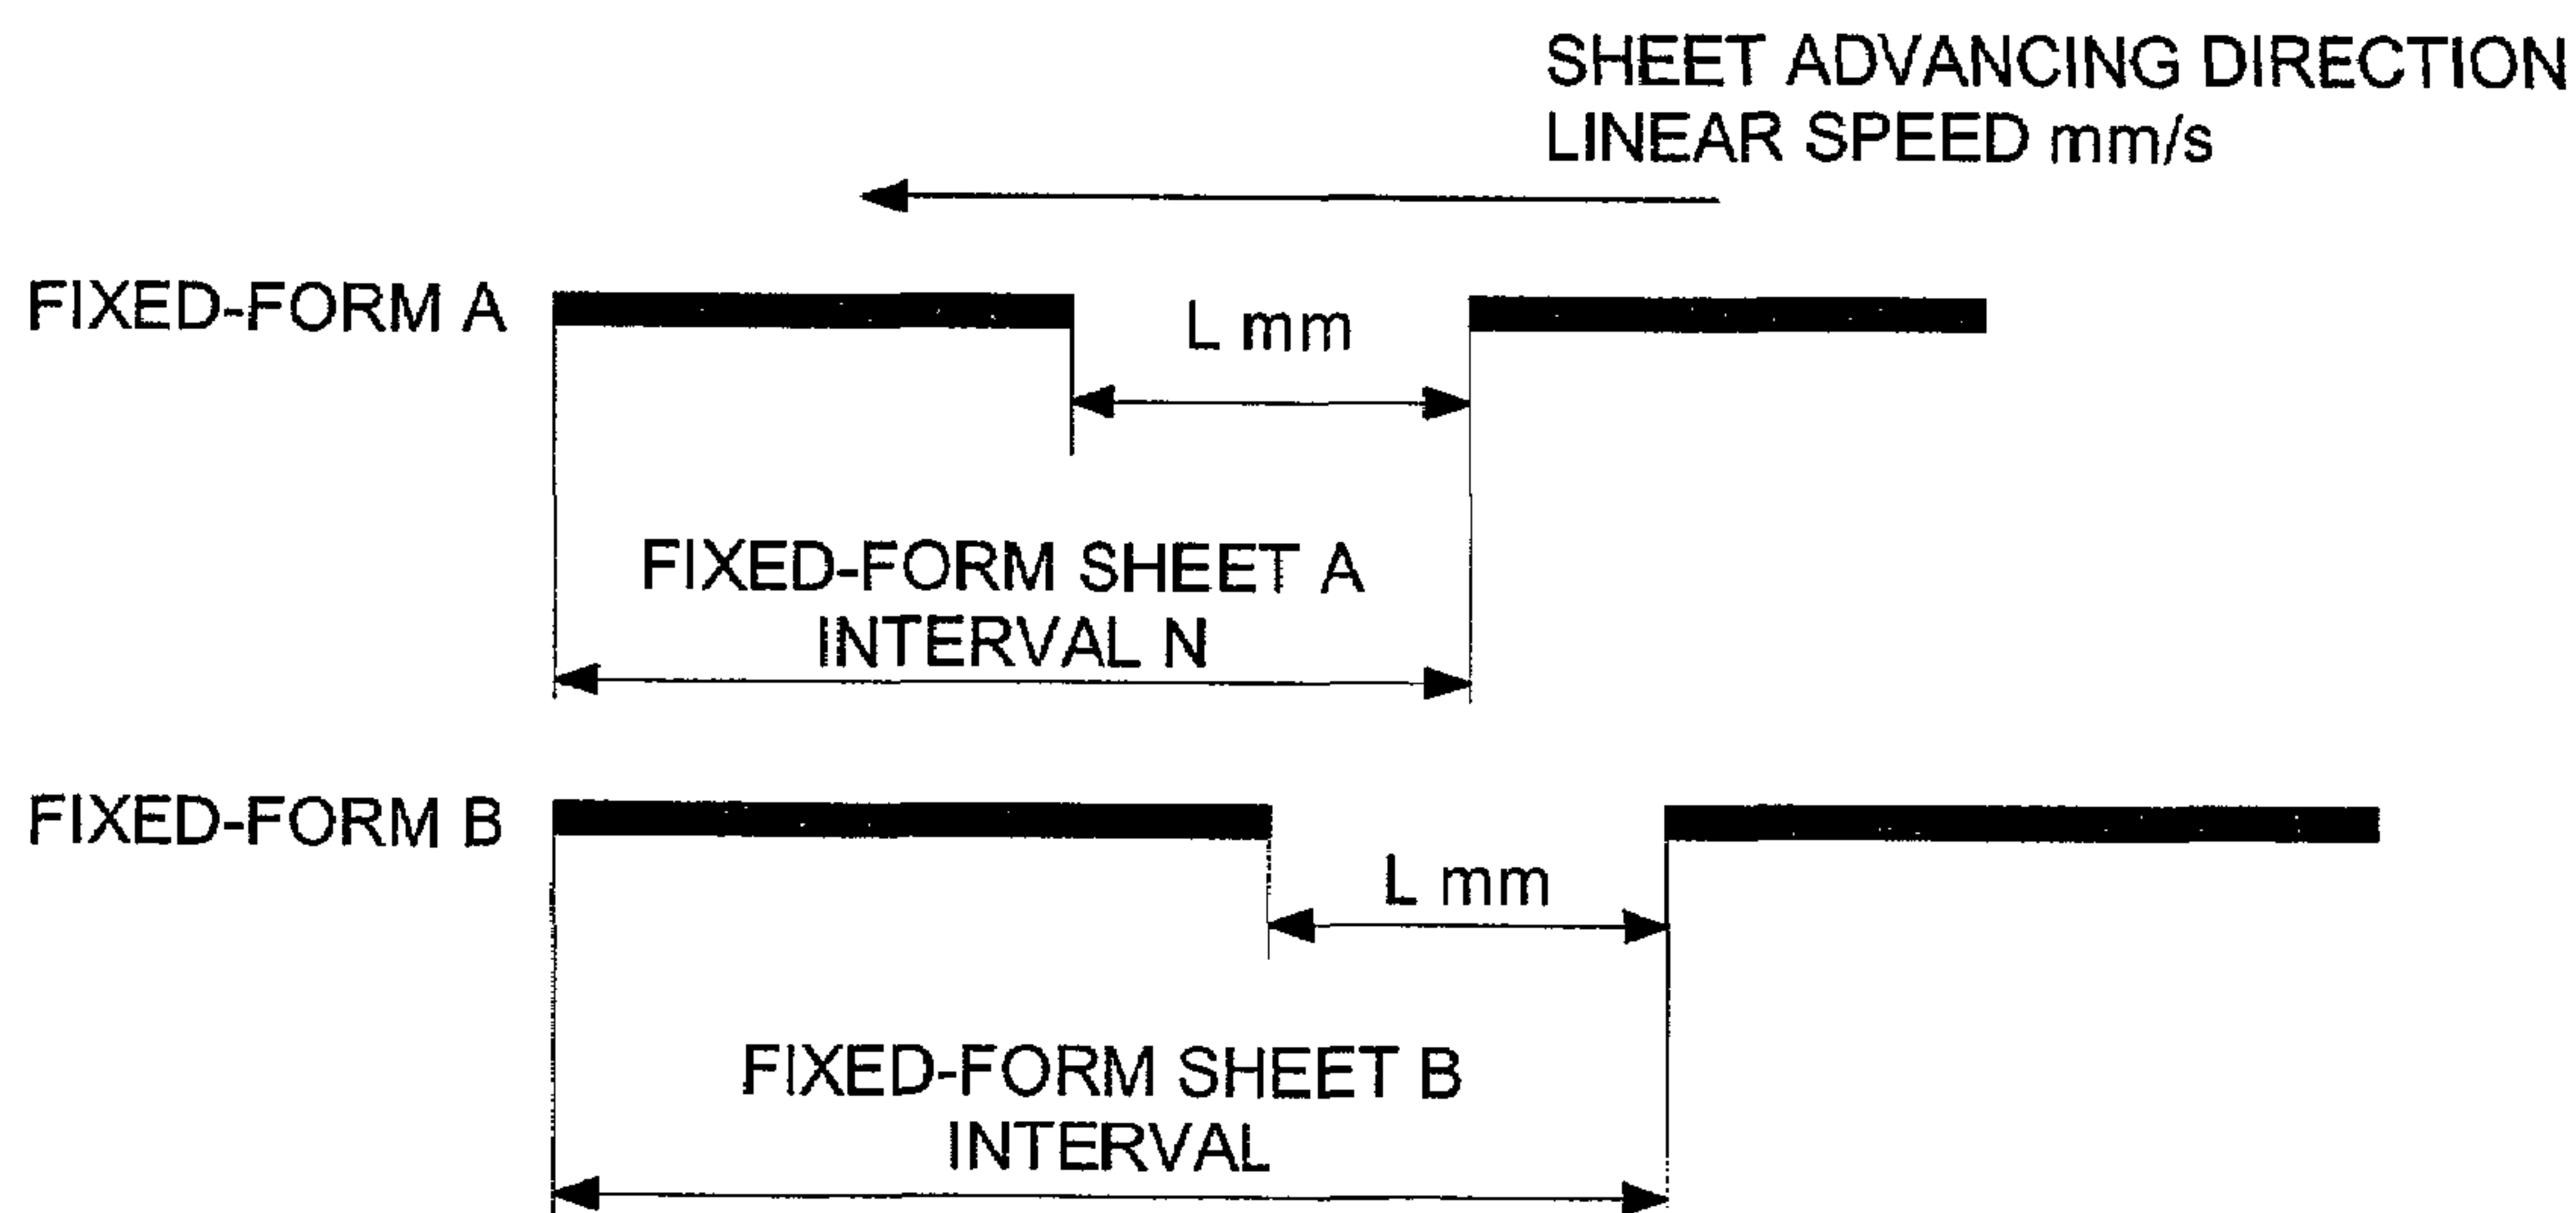 SHEET ADVANCING DIRECTION
LINEAR SPEED mm/s
FIXED-FORM A
L mm
FIXED-FORM SHEET A
INTERVAL N
FIXED-FORM B
L mm
FIXED-FORM SHEET B
INTERVAL